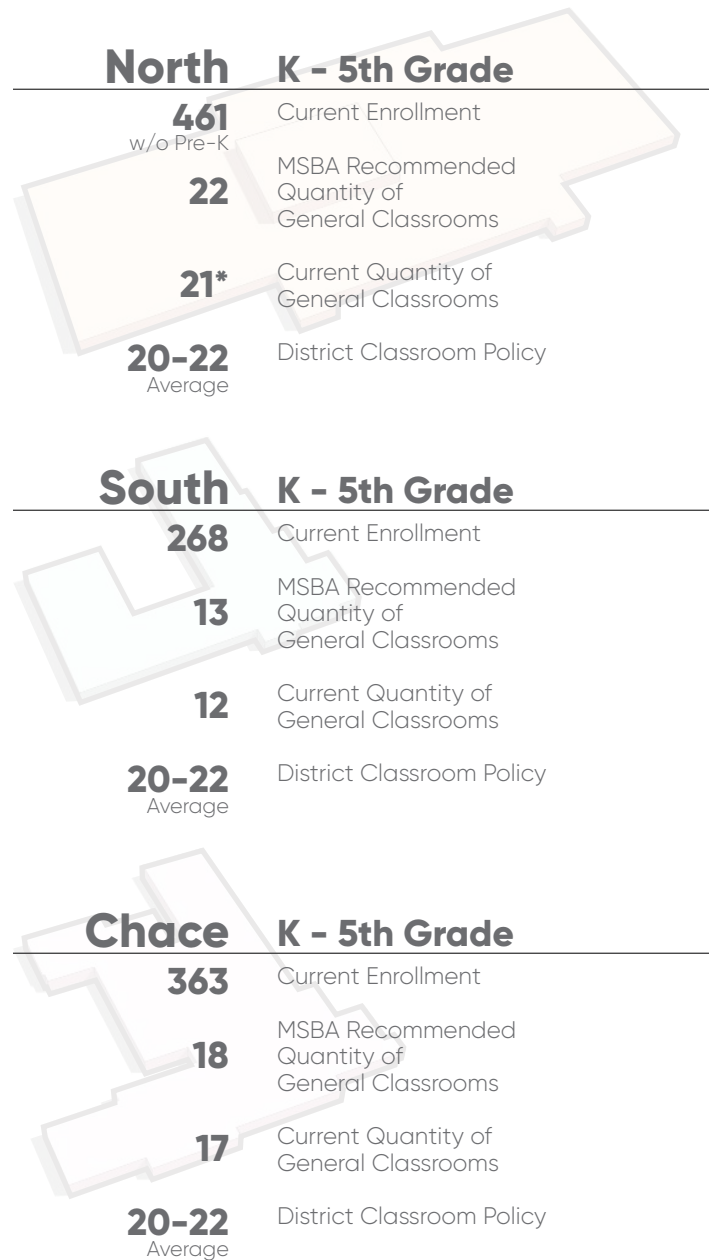 North K - 5th Grade
461 Current Enrollment
w/o Pre-K
22 MSBA Recommended
Quantity of
General Classrooms
21* Current Quantity of
General Classrooms
20-22 District Classroom Policy
Average
South K - 5th Grade
268 Current Enrollment
13 MSBA Recommended
Quantity of
General Classrooms
12 Current Quantity of
General Classrooms
20-22 District Classroom Policy
Average
Chace K - 5th Grade
363 Current Enrollment
18 MSBA Recommended
Quantity of
General Classrooms
17 Current Quantity of
General Classrooms
20-22 District Classroom Policy
Average